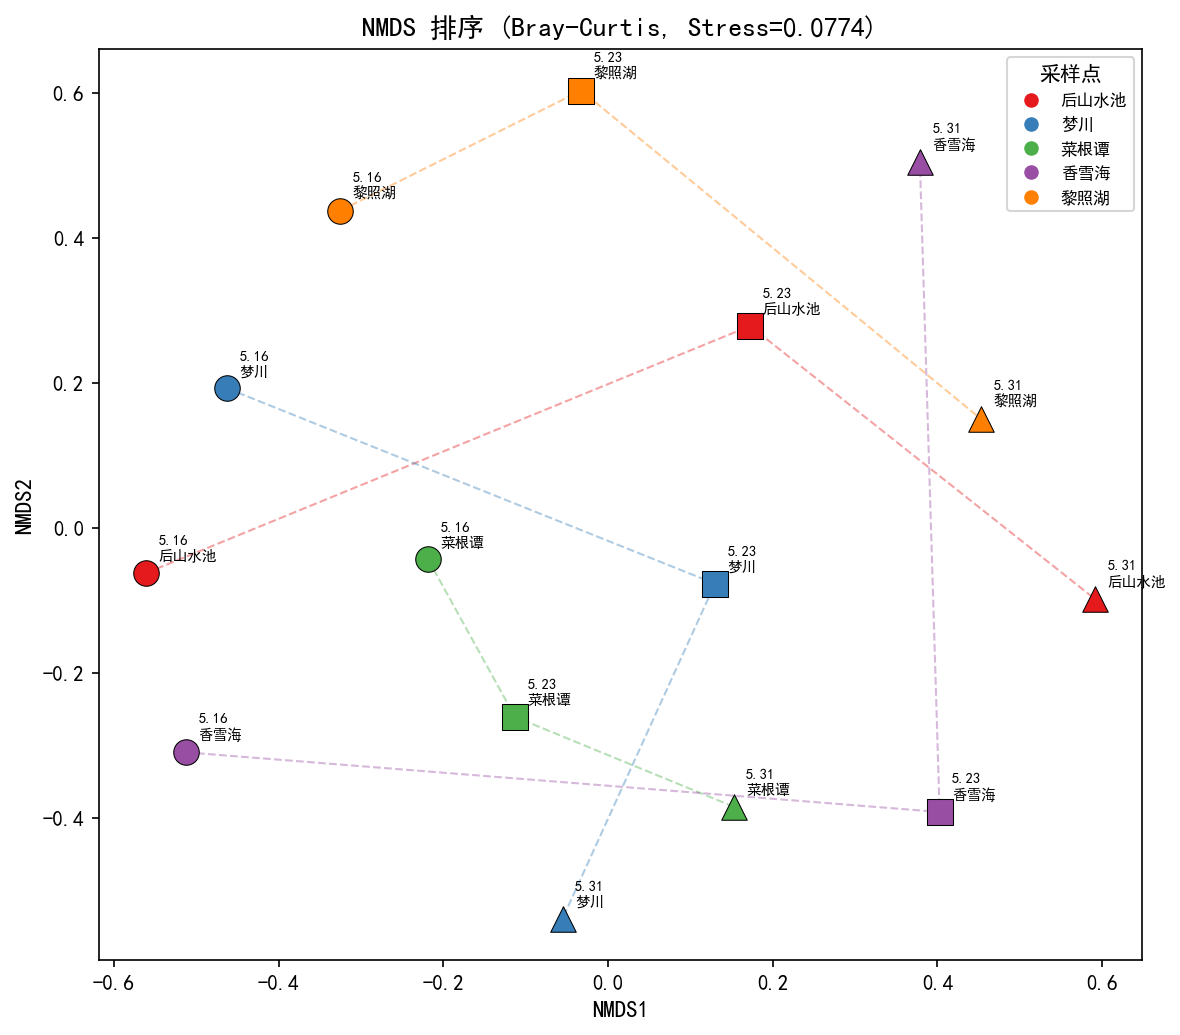 NMDS 排序 (Bray-Curtis, Stress=0.0774)
采样点
后山水池
梦川
菜根谭
香雪海
黎照湖
5.23
黎照湖
5.31
香雪海
5.16
黎照湖
5.23
后山水池
5.16
梦川
5.31
黎照湖
5.16
菜根谭
5.16
后山水池
5.23
梦川
5.31
后山水池
5.23
菜根谭
5.16
香雪海
5.31
菜根谭
5.23
香雪海
5.31
梦川
0.6
0.4
0.2
0.0
−0.2
−0.4
NMDS2
−0.6
−0.4
−0.2
0.0
0.2
0.4
0.6
NMDS1